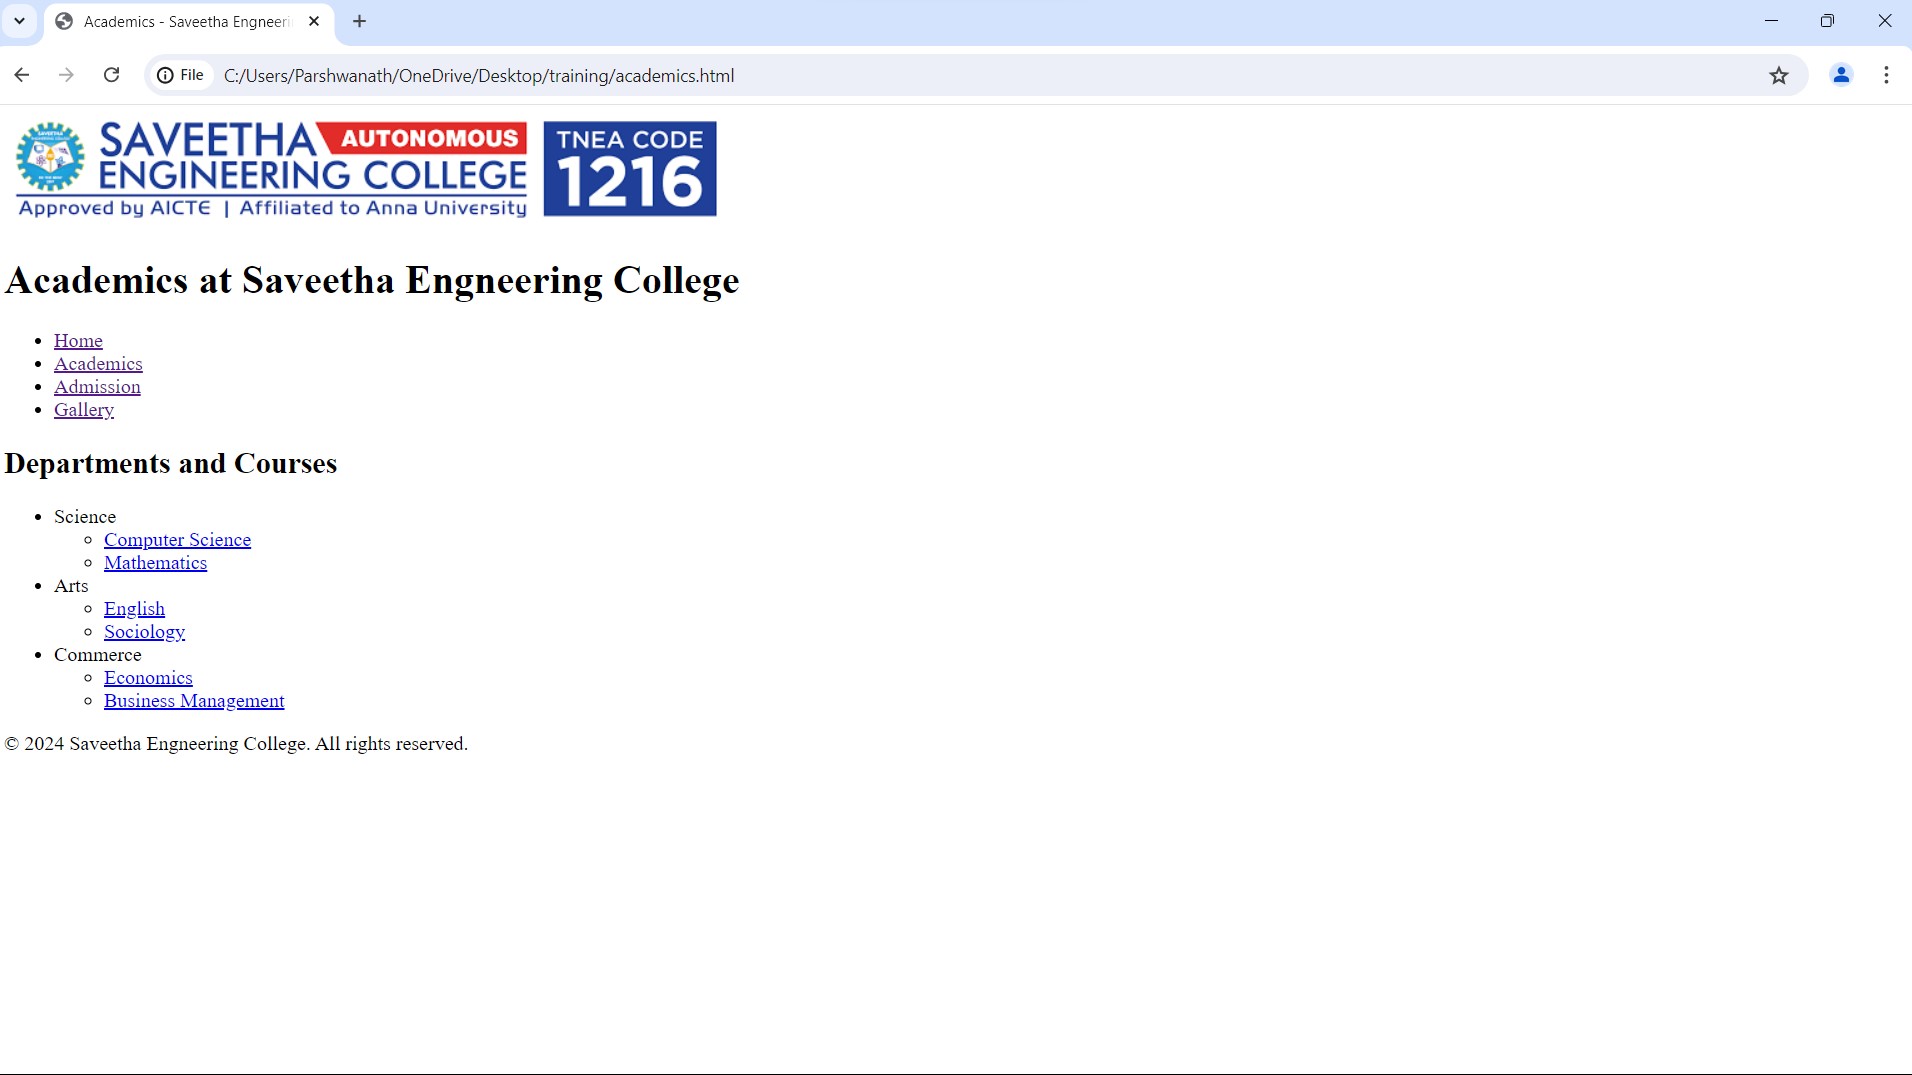 Academics - Saveetha Engneeri
File C:/Users/Parshwanath/OneDrive/Desktop/training/academics.html
SAVEETHA AUTONOMOUS
ENGINEERING COLLEGE
Approved by AICTE | Affiliated to Anna University
TNEA CODE
1216
Academics at Saveetha Engneering College
Home
Academics
Admission
Gallery
Departments and Courses
Science
Computer Science
Mathematics
Arts
English
Sociology
Commerce
Economics
Business Management
© 2024 Saveetha Engneering College. All rights reserved.